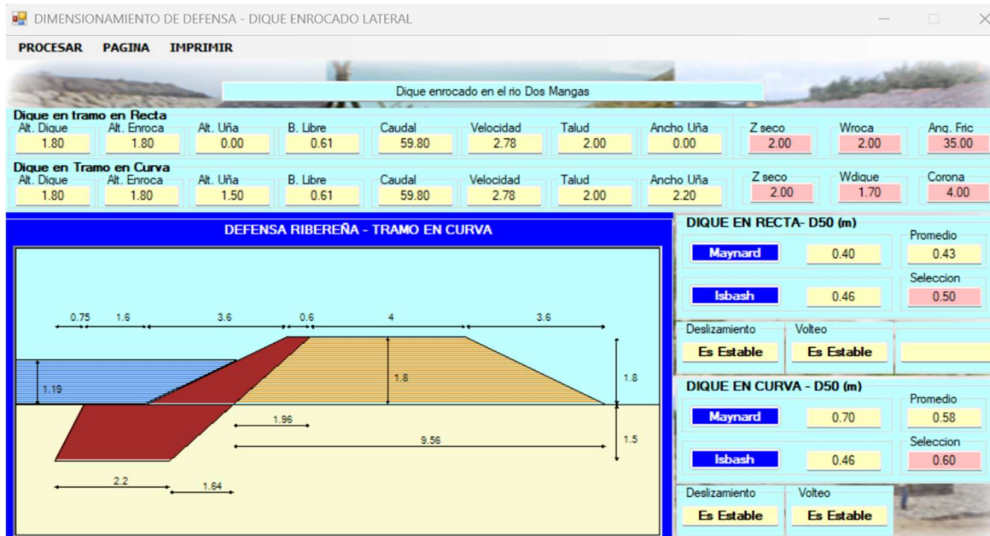 DIMENSIONAMIENTO DE DEFENSA - DIQUE ENROCADO LATERAL
PROCESAR PAGINA IMPRIMIR
Dique enrocado en el rio Dos Mangas
Dique en tramo en Recta
Alt. Dique Alt. Enroca Alt. Uña B. Libre Caudal Velocidad Talud Ancho Uña Z seco Wroca Ang. Fric
1.80 1.80 0.00 0.61 59.80 2.78 2.00 0.00 2.00 2.00 35.00
Dique en Tramo en Curva
Alt. Dique Alt. Enroca Alt. Uña B. Libre Caudal Velocidad Talud Ancho Uña Z seco Wdique Corona
1.80 1.80 1.50 0.61 59.80 2.78 2.00 2.20 2.00 1.70 4.00
DEFENSA RIBEREÑA - TRAMO EN CURVA
0.75 1.6 3.6 0.6 4 3.6
1.19 1.8 1.8
1.96
9.56 1.5
2.2 1.64
DIQUE EN RECTA- D50 (m)
Promedio
Maynard 0.40 0.43
Seleccion
Isbash 0.46 0.50
Deslizamiento Volteo
Es Estable Es Estable
DIQUE EN CURVA - D50 (m)
Promedio
Maynard 0.70 0.58
Seleccion
Isbash 0.46 0.60
Deslizamiento Volteo
Es Estable Es Estable